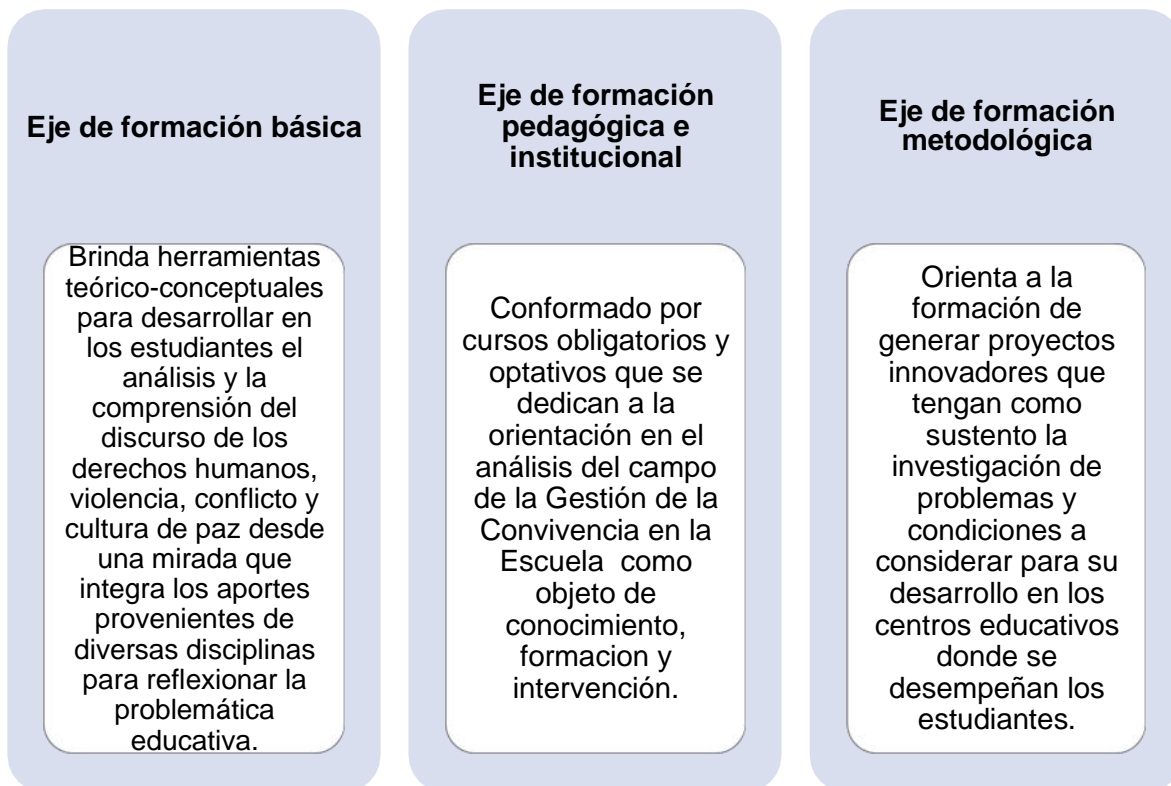 Eje de formación básica
Brinda herramientas
teórico-conceptuales
para desarrollar en
los estudiantes el
análisis y la
comprensión del
discurso de los
derechos humanos,
violencia, conflicto y
cultura de paz desde
una mirada que
integra los aportes
provenientes de
diversas disciplinas
para reflexionar la
problemática
educativa.
Eje de formación
pedagógica e
institucional
Conformado por
cursos obligatorios y
optativos que se
dedican a la
orientación en el
análisis del campo
de la Gestión de la
Convivencia en la
Escuela como
objeto de
conocimiento,
formacion y
intervención.
Eje de formación
metodológica
Orienta a la
formación de
generar proyectos
innovadores que
tengan como
sustento la
investigación de
problemas y
condiciones a
considerar para su
desarrollo en los
centros educativos
donde se
desempeñan los
estudiantes.